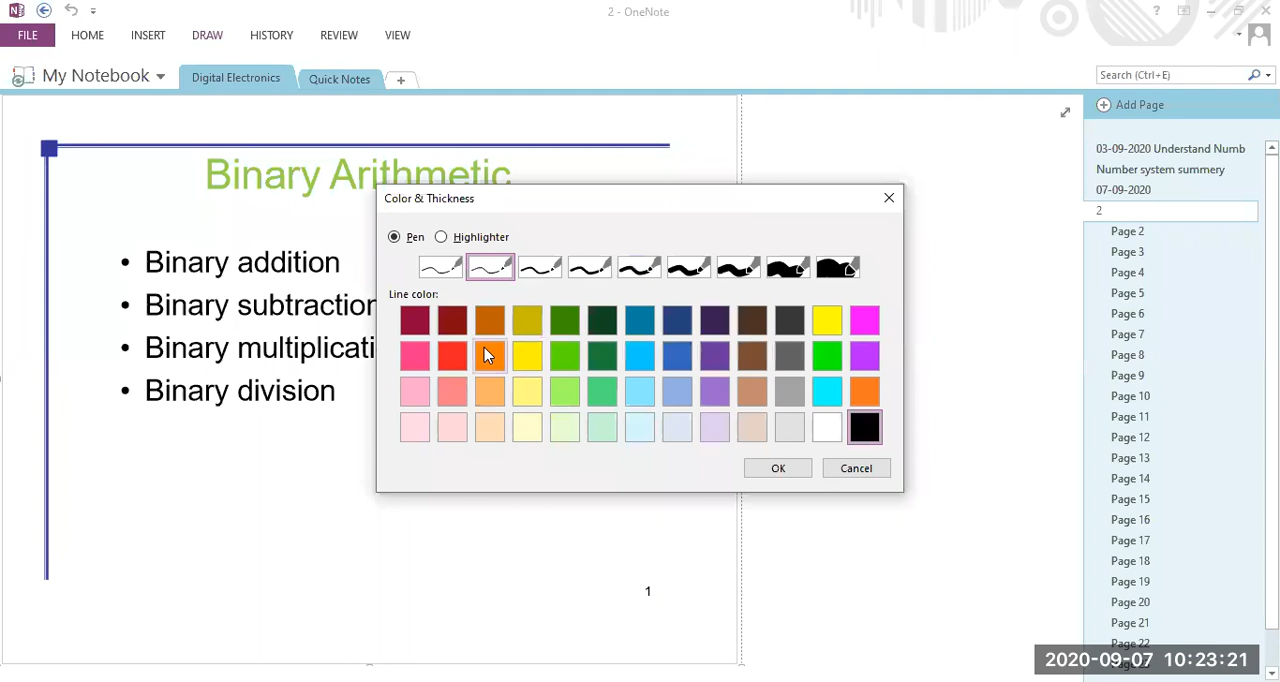 2 - OneNote
?
FILE HOME INSERT DRAW HISTORY REVIEW VIEW
My Notebook Digital Electronics Quick Notes +
Search (Ctrl+E)
Add Page
03-09-2020 Understand Numb
Number system summery
07-09-2020
2
Page 2
Page 3
Page 4
Page 5
Page 6
Page 7
Page 8
Page 9
Page 10
Page 11
Page 12
Page 13
Page 14
Page 15
Page 16
Page 17
Page 18
Page 19
Page 20
Page 21
Page 22
Binary Arithmetic
• Binary addition
• Binary subtraction
• Binary multiplicati
• Binary division
1
Color & Thickness
Pen Highlighter
Line color:
OK Cancel
2020-09-07 10:23:21